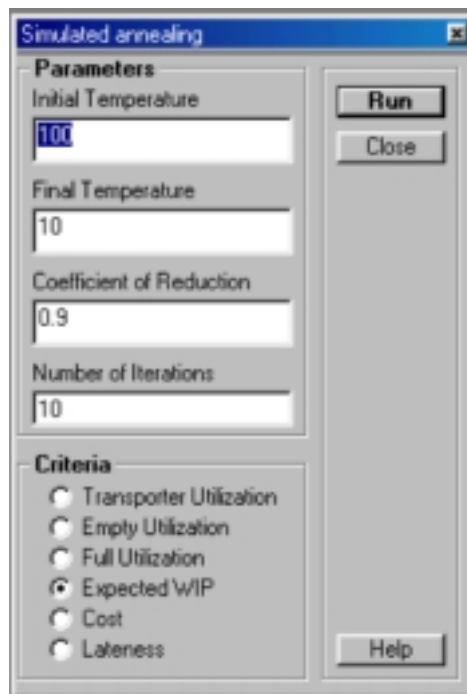 Simulated annealing
Parameters
Initial Temperature
100
Final Temperature
10
Coefficient of Reduction
0.9
Number of Iterations
10
Criteria
Transporter Utilization
Empty Utilization
Full Utilization
Expected WIP
Cost
Lateness
Run
Close
Help